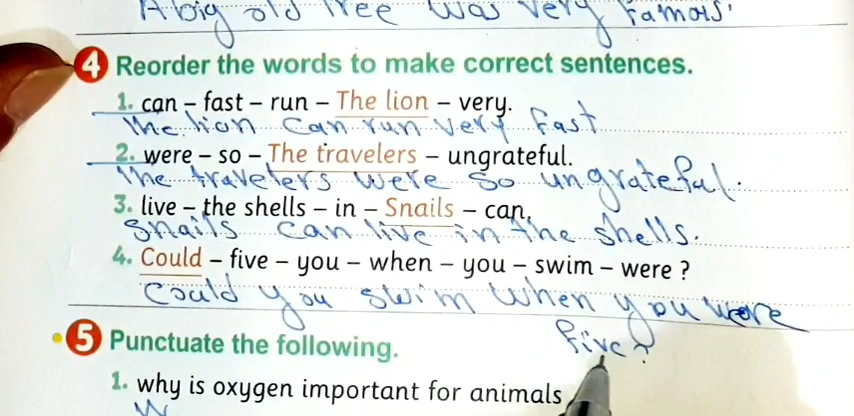 A big old Tree was very famous.
4 Reorder the words to make correct sentences.
1. can – fast – run – The lion – very.
The lion can run very fast
2. were – so – The travelers – ungrateful.
The travelers were so ungrateful.
3. live – the shells – in – Snails – can.
Snails can live in the shells.
4. Could – five – you – when – you – swim – were ?
Could you swim when you were
five?
5 Punctuate the following.
1. why is oxygen important for animals
W